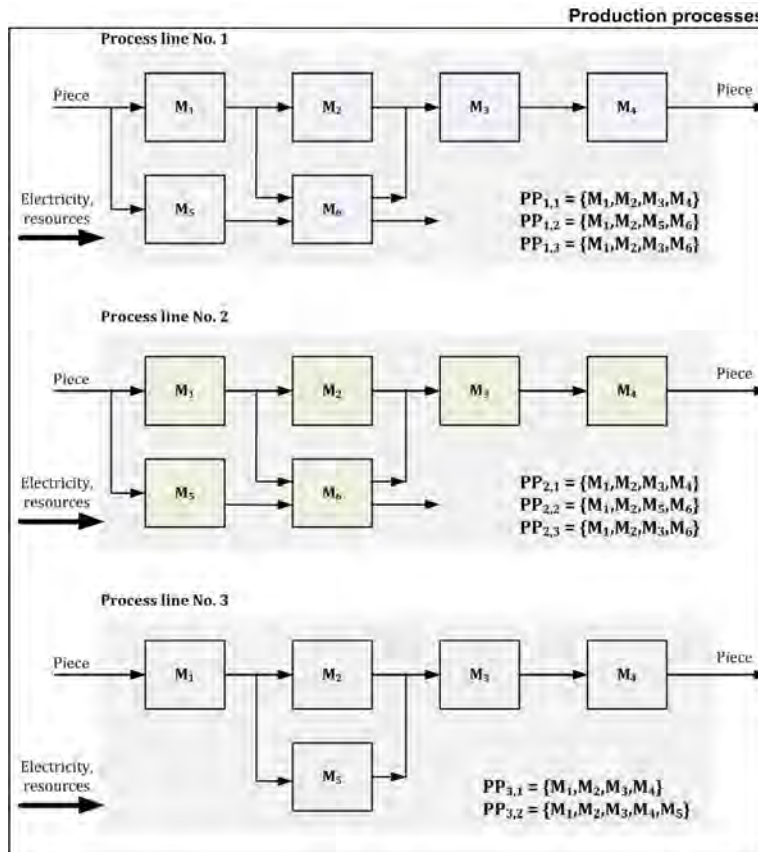 Production processes
Process line No. 1
Piece
M₁
M₂
M₃
M₄
Piece
Electricity,
resources
M₅
M₆
PP₁,₁ = {M₁,M₂,M₃,M₄}
PP₁,₂ = {M₁,M₂,M₅,M₆}
PP₁,₃ = {M₁,M₂,M₃,M₆}
Process line No. 2
Piece
M₁
M₂
M₃
M₄
Piece
Electricity,
resources
M₅
M₆
PP₂,₁ = {M₁,M₂,M₃,M₄}
PP₂,₂ = {M₁,M₂,M₅,M₆}
PP₂,₃ = {M₁,M₂,M₃,M₆}
Process line No. 3
Piece
M₁
M₂
M₃
M₄
Piece
M₅
Electricity,
resources
PP₃,₁ = {M₁,M₂,M₃,M₄}
PP₃,₂ = {M₁,M₂,M₃,M₄,M₅}